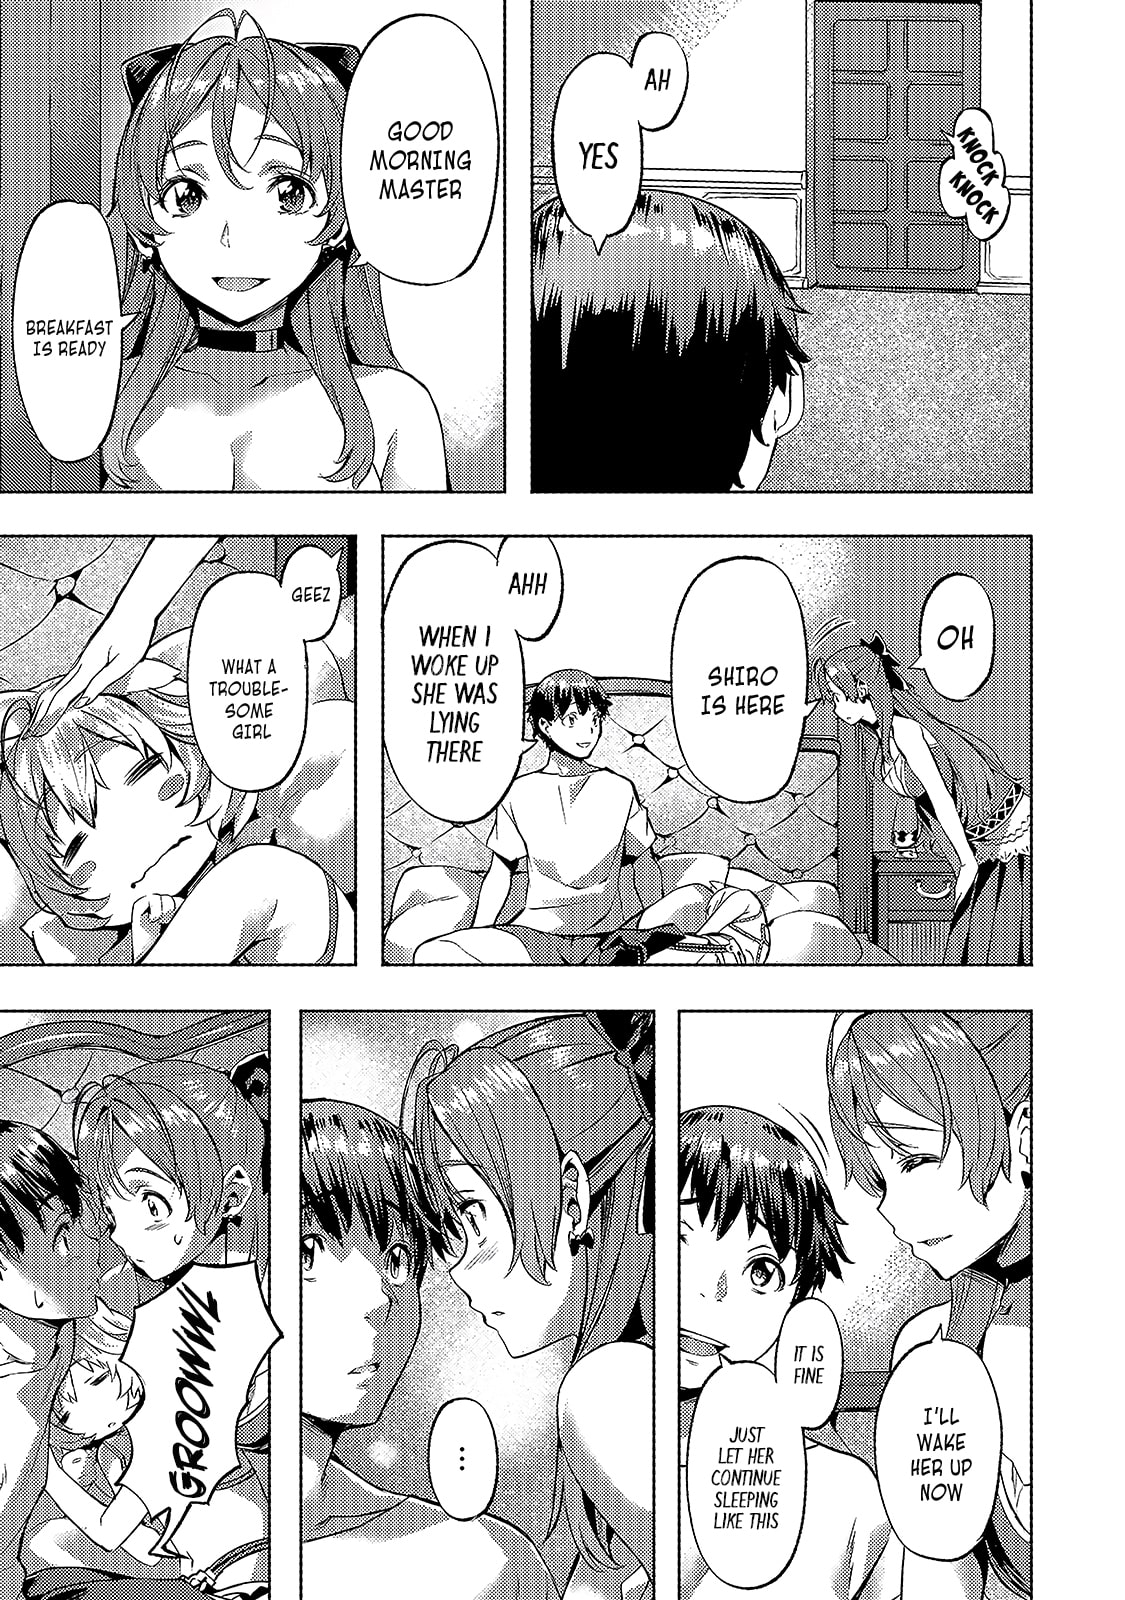 KNOCK
KNOCK
AH
YES
GOOD
MORNING
MASTER
BREAKFAST
IS READY
OH
SHIRO
IS HERE
AHH
WHEN I
WOKE UP
SHE WAS
LYING
THERE
GEEZ
WHAT A
TROUBLE-
SOME
GIRL
I'LL
WAKE
HER UP
NOW
IT IS
FINE
JUST
LET HER
CONTINUE
SLEEPING
LIKE THIS
...
GROOWWL